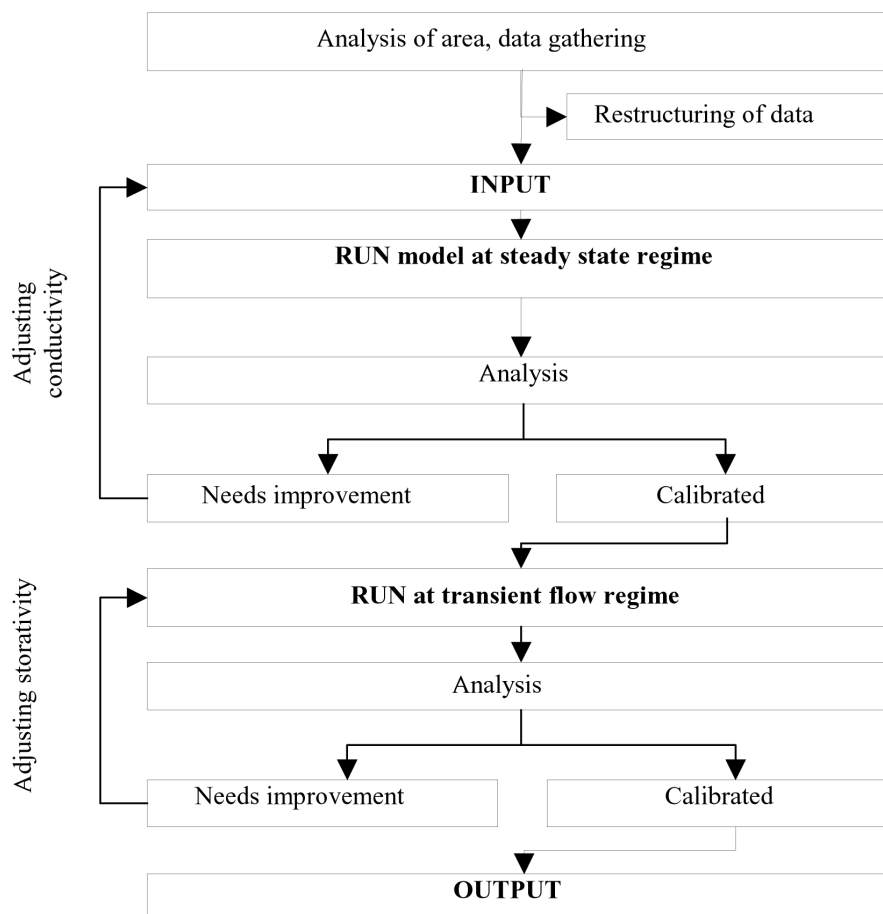 Analysis of area, data gathering
Restructuring of data
INPUT
RUN model at steady state regime
Adjusting
conductivity
Analysis
Needs improvement
Calibrated
RUN at transient flow regime
Adjusting storativity
Analysis
Needs improvement
Calibrated
OUTPUT